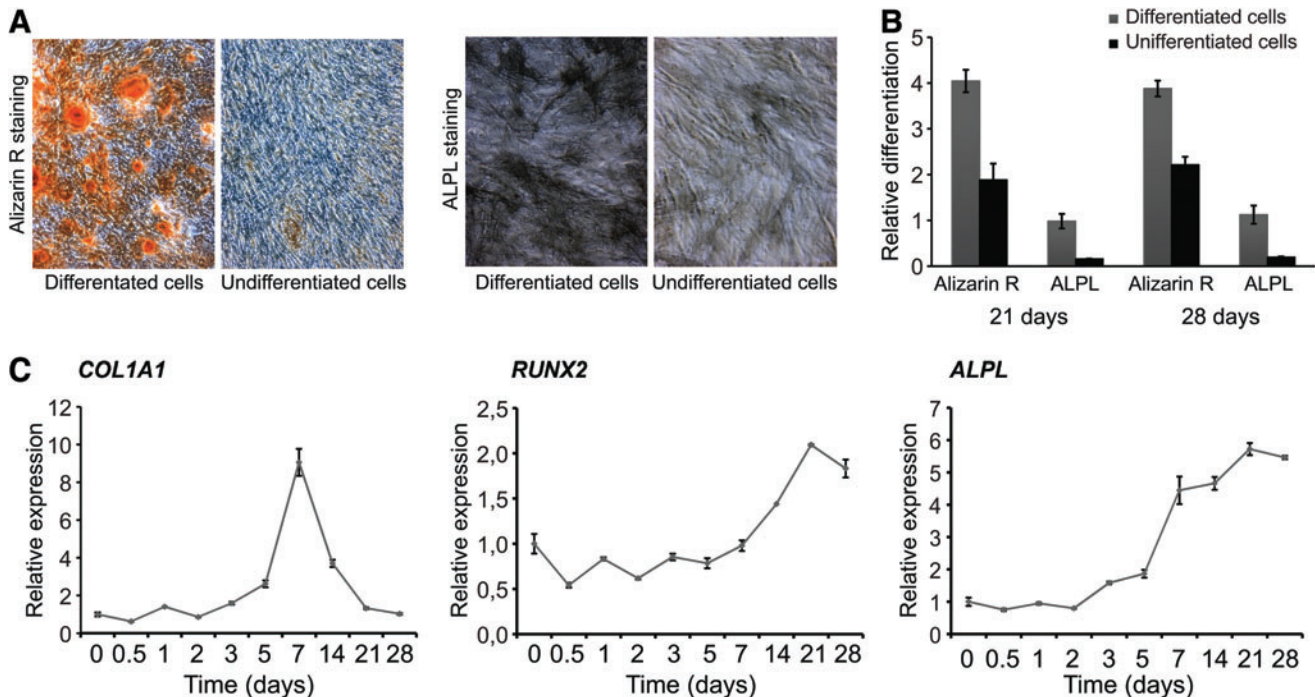 A
Alizarin R staining
Differentated cells
Undifferentiated cells
ALPL staining
Differentiated cells
Undifferentiated cells
B
Differentiated cells
Unifferentiated cells
Relative differentiation
5
4
3
2
1
0
Alizarin R ALPL Alizarin R ALPL
21 days 28 days
C
COL1A1
Relative expression
12
10
8
6
4
2
0
0 0.5 1 2 3 5 7 14 21 28
Time (days)
RUNX2
Relative expression
2,5
2,0
1,5
1,0
0,5
0,0
0 0.5 1 2 3 5 7 14 21 28
Time (days)
ALPL
Relative expression
7
6
5
4
3
2
1
0
0 0.5 1 2 3 5 7 14 21 28
Time (days)